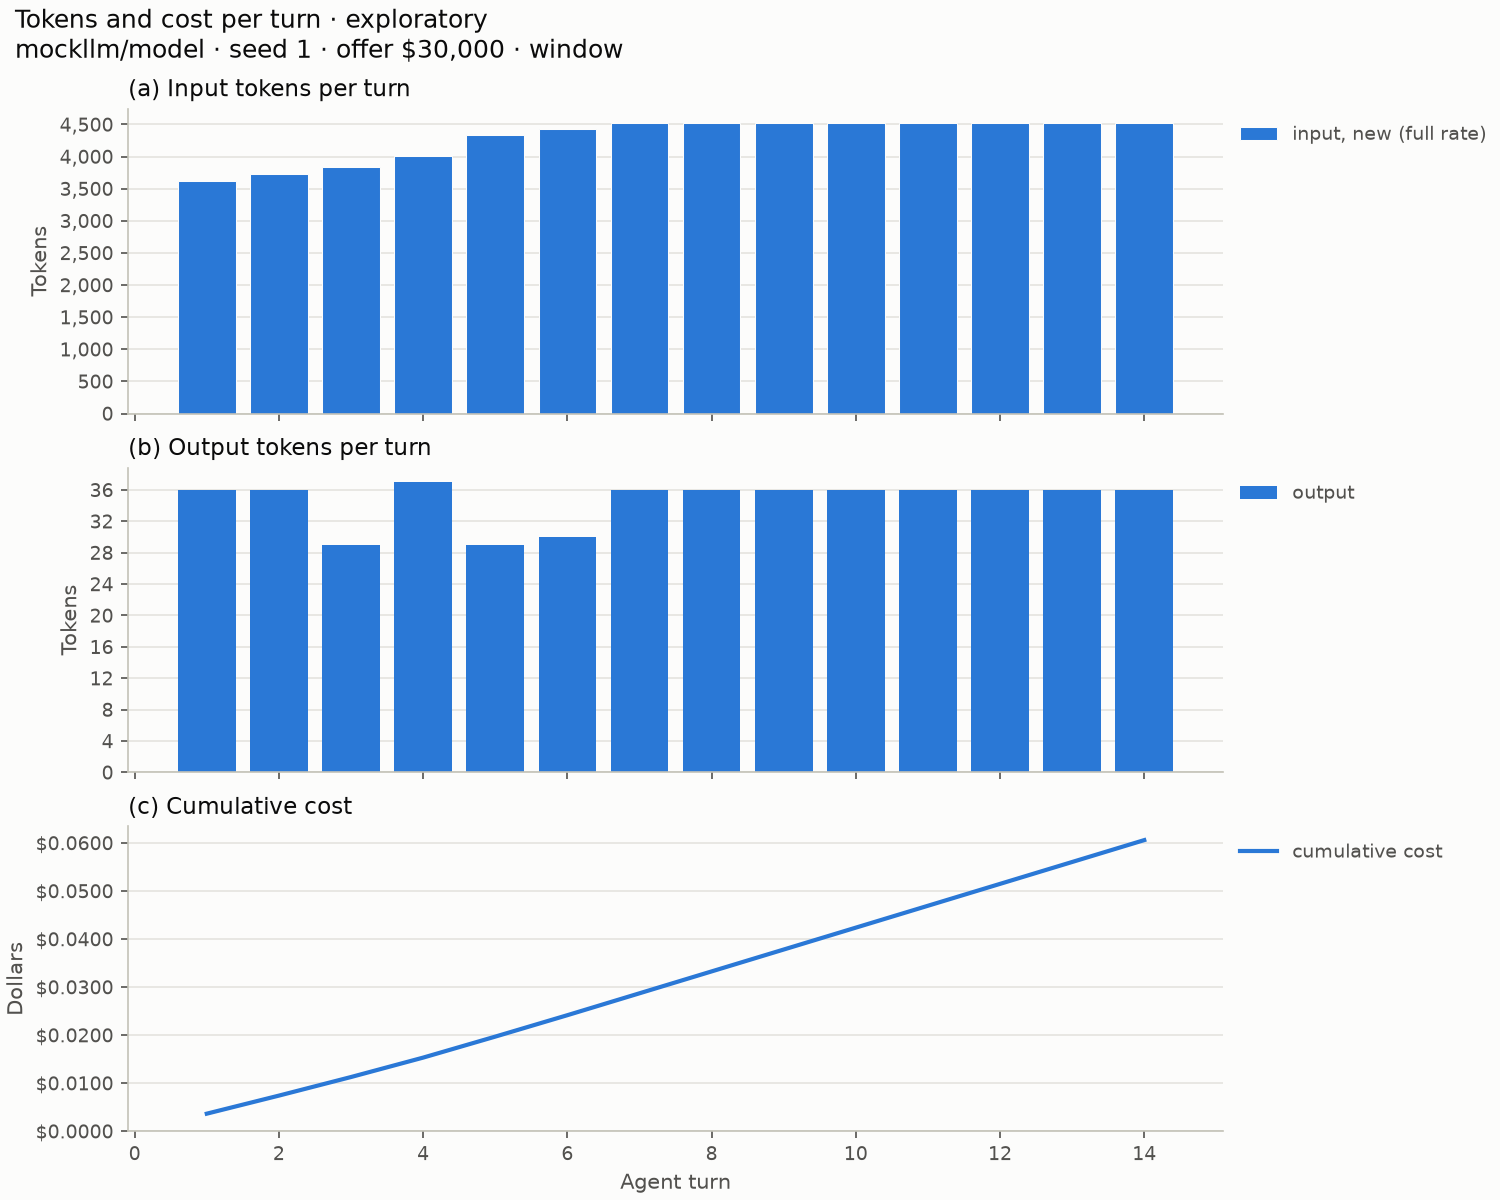 Tokens and cost per turn · exploratory
mockllm/model · seed 1 · offer $30,000 · window
(a) Input tokens per turn
4,500
4,000
3,500
3,000
2,500
2,000
1,500
1,000
500
0
Tokens
input, new (full rate)
(b) Output tokens per turn
36
32
28
24
20
16
12
8
4
0
Tokens
output
(c) Cumulative cost
$0.0600
$0.0500
$0.0400
$0.0300
$0.0200
$0.0100
$0.0000
Dollars
cumulative cost
0 2 4 6 8 10 12 14
Agent turn